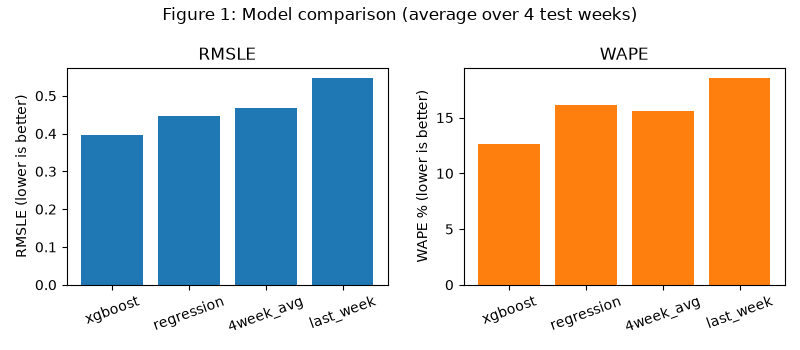 Figure 1: Model comparison (average over 4 test weeks)
RMSLE
RMSLE (lower is better)
0.5
0.4
0.3
0.2
0.1
0.0
xgboost
regression
4week_avg
last_week
WAPE
WAPE % (lower is better)
15
10
5
0
xgboost
regression
4week_avg
last_week